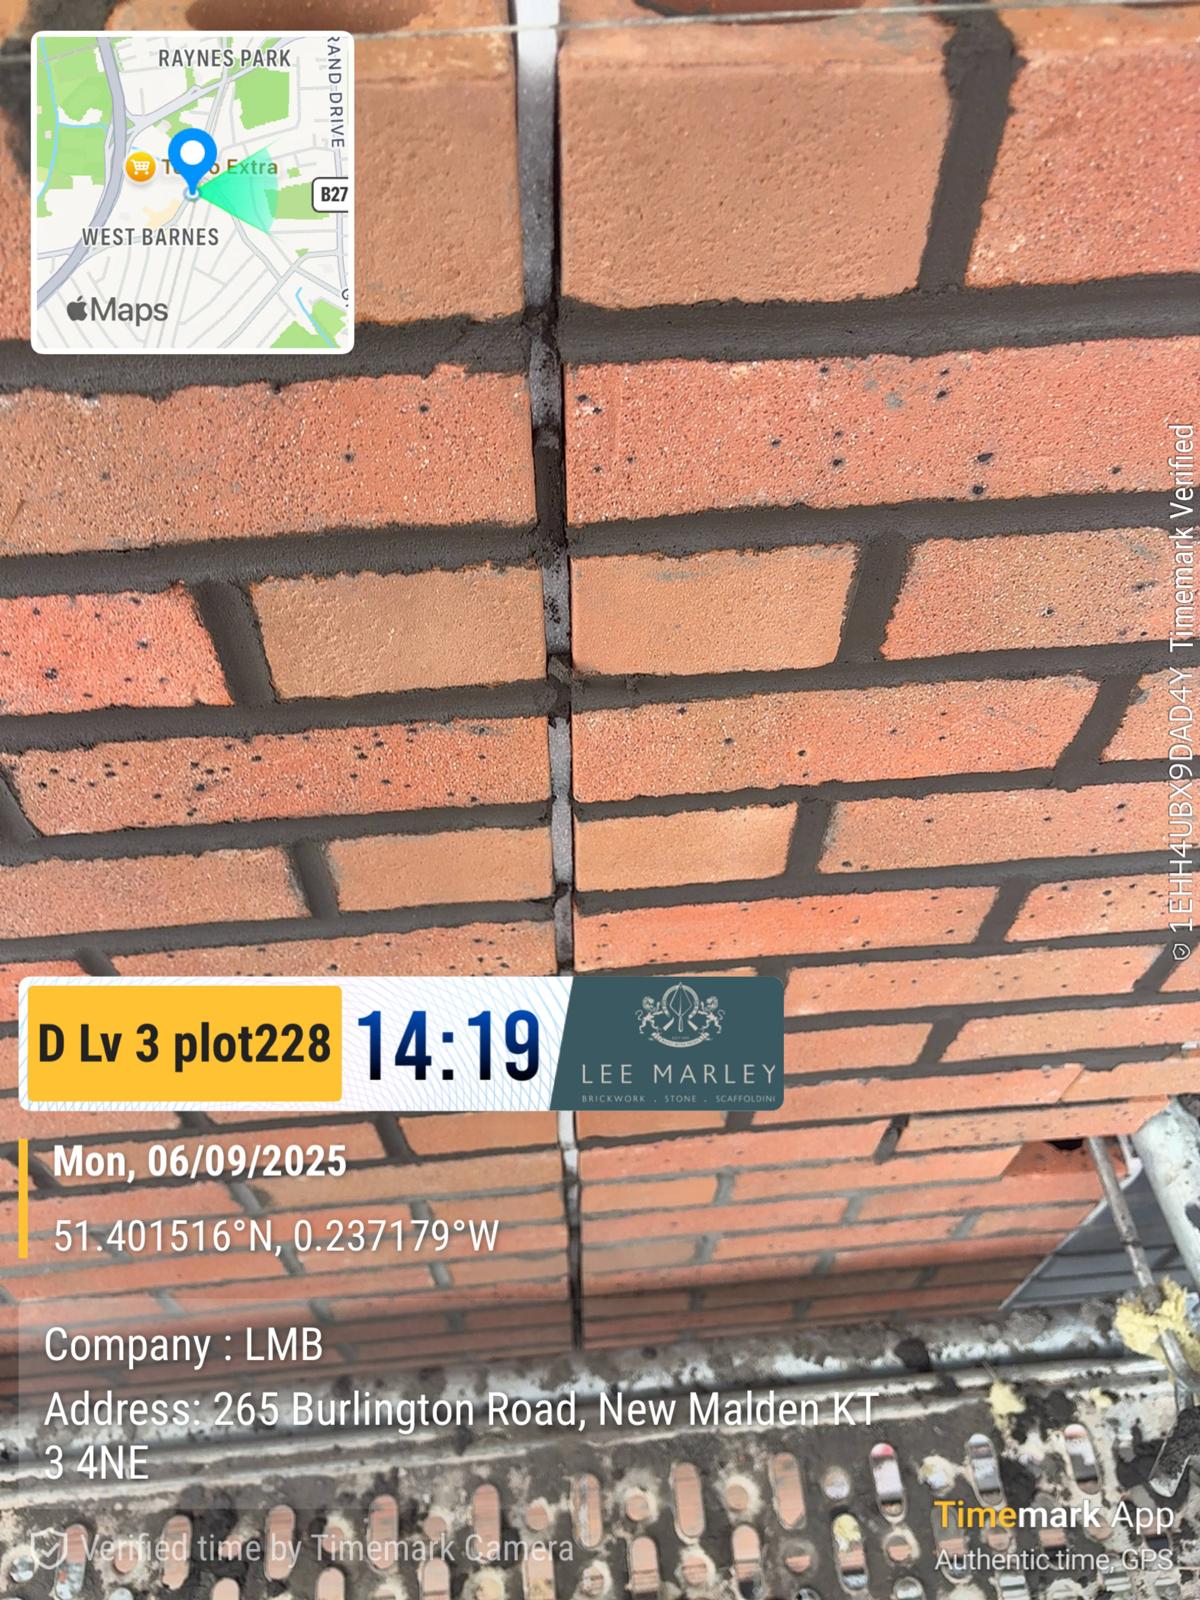 RAYNES PARK
RAND DRIVE
Extra
B27
WEST BARNES
Maps
D Lv 3 plot228
14:19
LEE MARLEY
BRICKWORK . STONE . SCAFFOLDIN
Mon, 06/09/2025
51.401516°N, 0.237179°W
Company : LMB
Address: 265 Burlington Road, New Malden KT
3 4NE
Verified time by Timemark Camera
Timemark App
Authentic time, GPS
1EHH4UBX9DAD4Y Timemark Verified